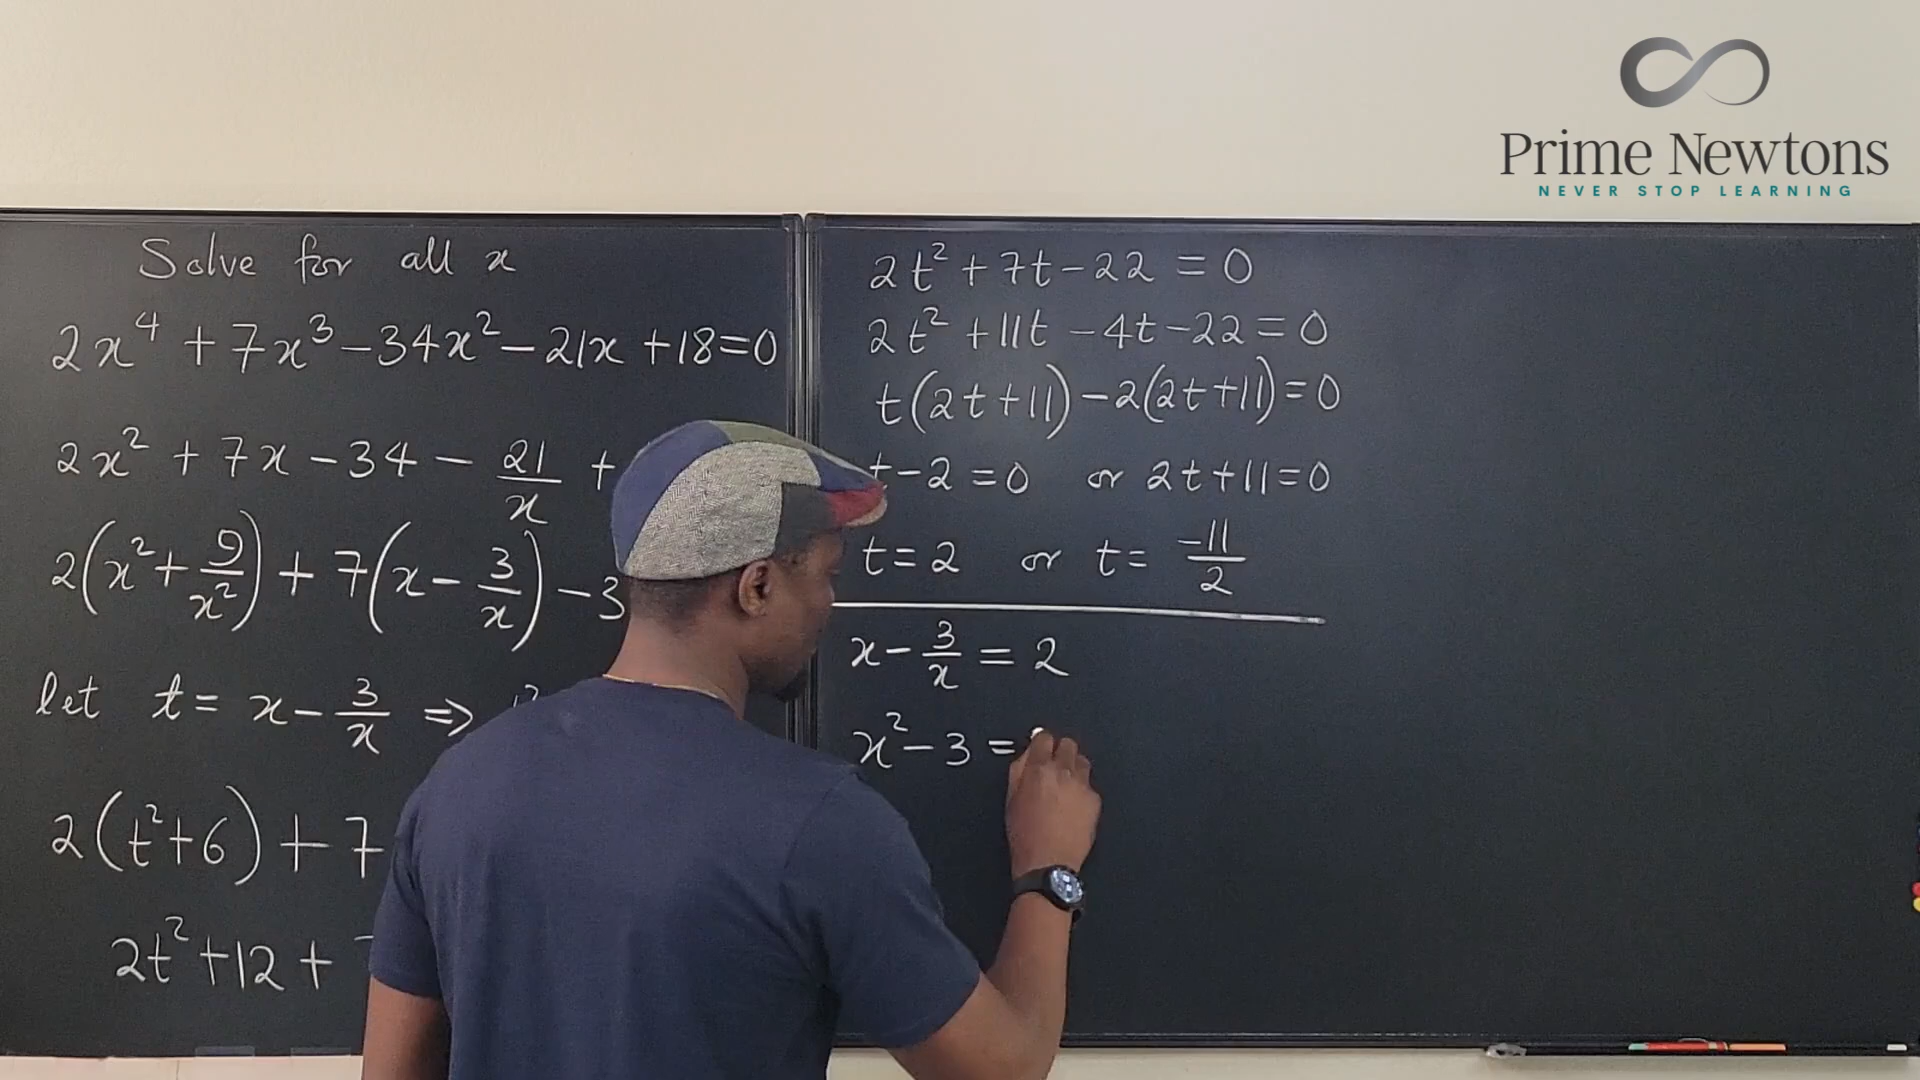 Prime Newtons
NEVER STOP LEARNING
Solve for all x
2x⁴ + 7x³ - 34x² - 21x + 18 = 0
2x² + 7x - 34 - 21/x +
2(x² + 9/x²) + 7(x - 3/x) - 3
let t = x - 3/x ⇒
2(t² + 6) + 7
2t² + 12 +
2t² + 7t - 22 = 0
2t² + 11t - 4t - 22 = 0
t(2t + 11) - 2(2t + 11) = 0
t - 2 = 0 or 2t + 11 = 0
t = 2 or t = -11/2
x - 3/x = 2
x² - 3 =